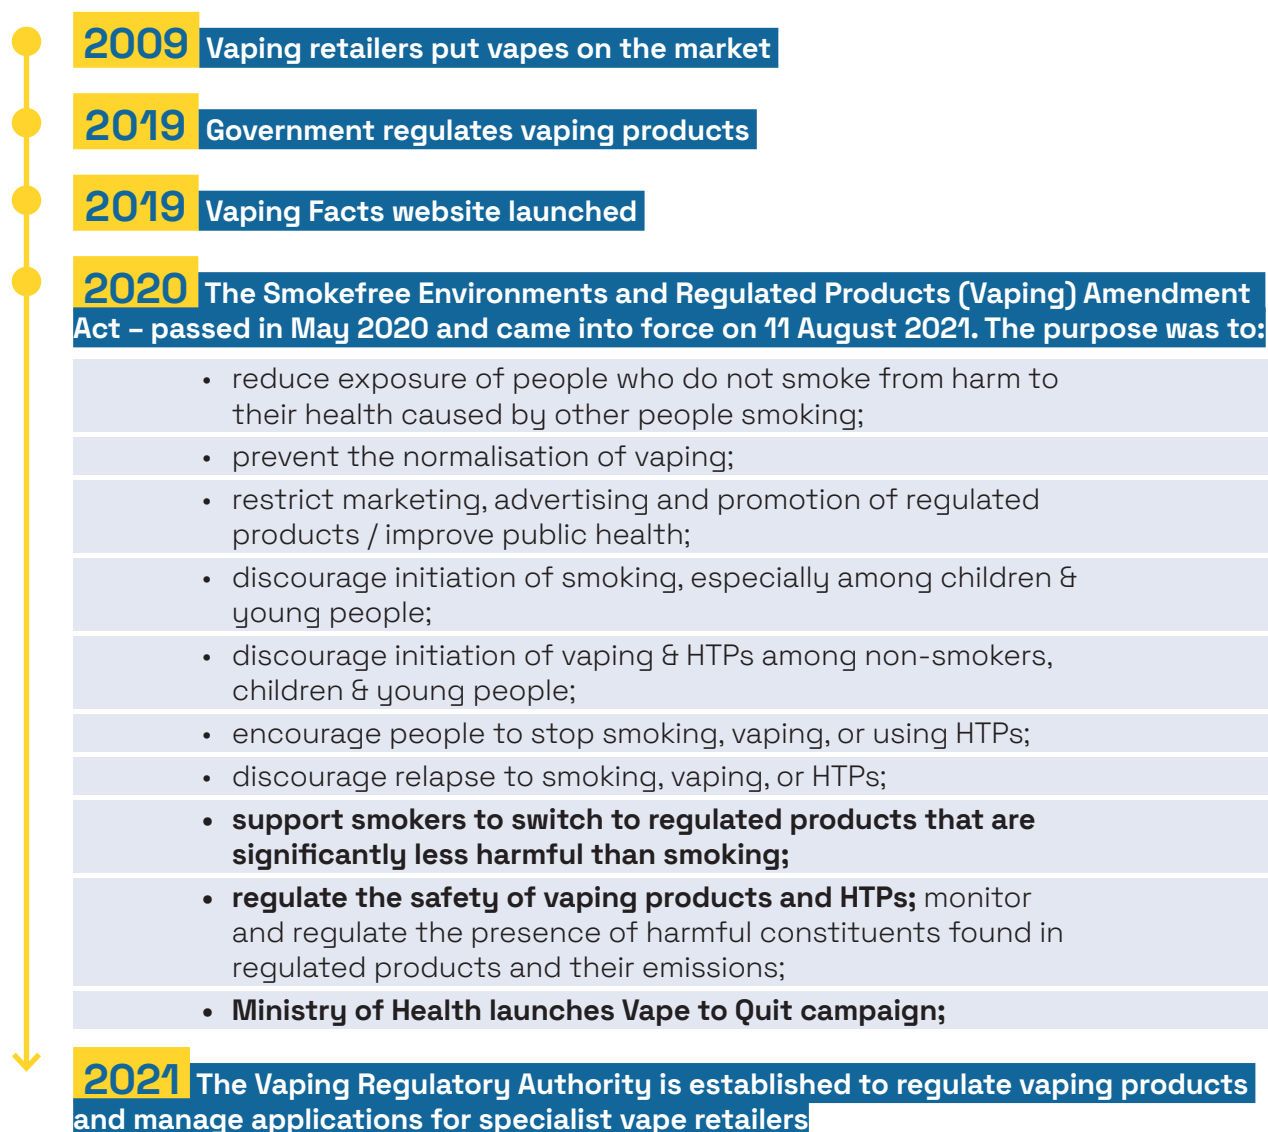 2009 Vaping retailers put vapes on the market
2019 Government regulates vaping products
2019 Vaping Facts website launched
2020 The Smokefree Environments and Regulated Products (Vaping) Amendment
Act – passed in May 2020 and came into force on 11 August 2021. The purpose was to:
• reduce exposure of people who do not smoke from harm to
their health caused by other people smoking;
• prevent the normalisation of vaping;
• restrict marketing, advertising and promotion of regulated
products / improve public health;
• discourage initiation of smoking, especially among children &
young people;
• discourage initiation of vaping & HTPs among non-smokers,
children & young people;
• encourage people to stop smoking, vaping, or using HTPs;
• discourage relapse to smoking, vaping, or HTPs;
• support smokers to switch to regulated products that are
significantly less harmful than smoking;
• regulate the safety of vaping products and HTPs; monitor
and regulate the presence of harmful constituents found in
regulated products and their emissions;
• Ministry of Health launches Vape to Quit campaign;
2021 The Vaping Regulatory Authority is established to regulate vaping products
and manage applications for specialist vape retailers